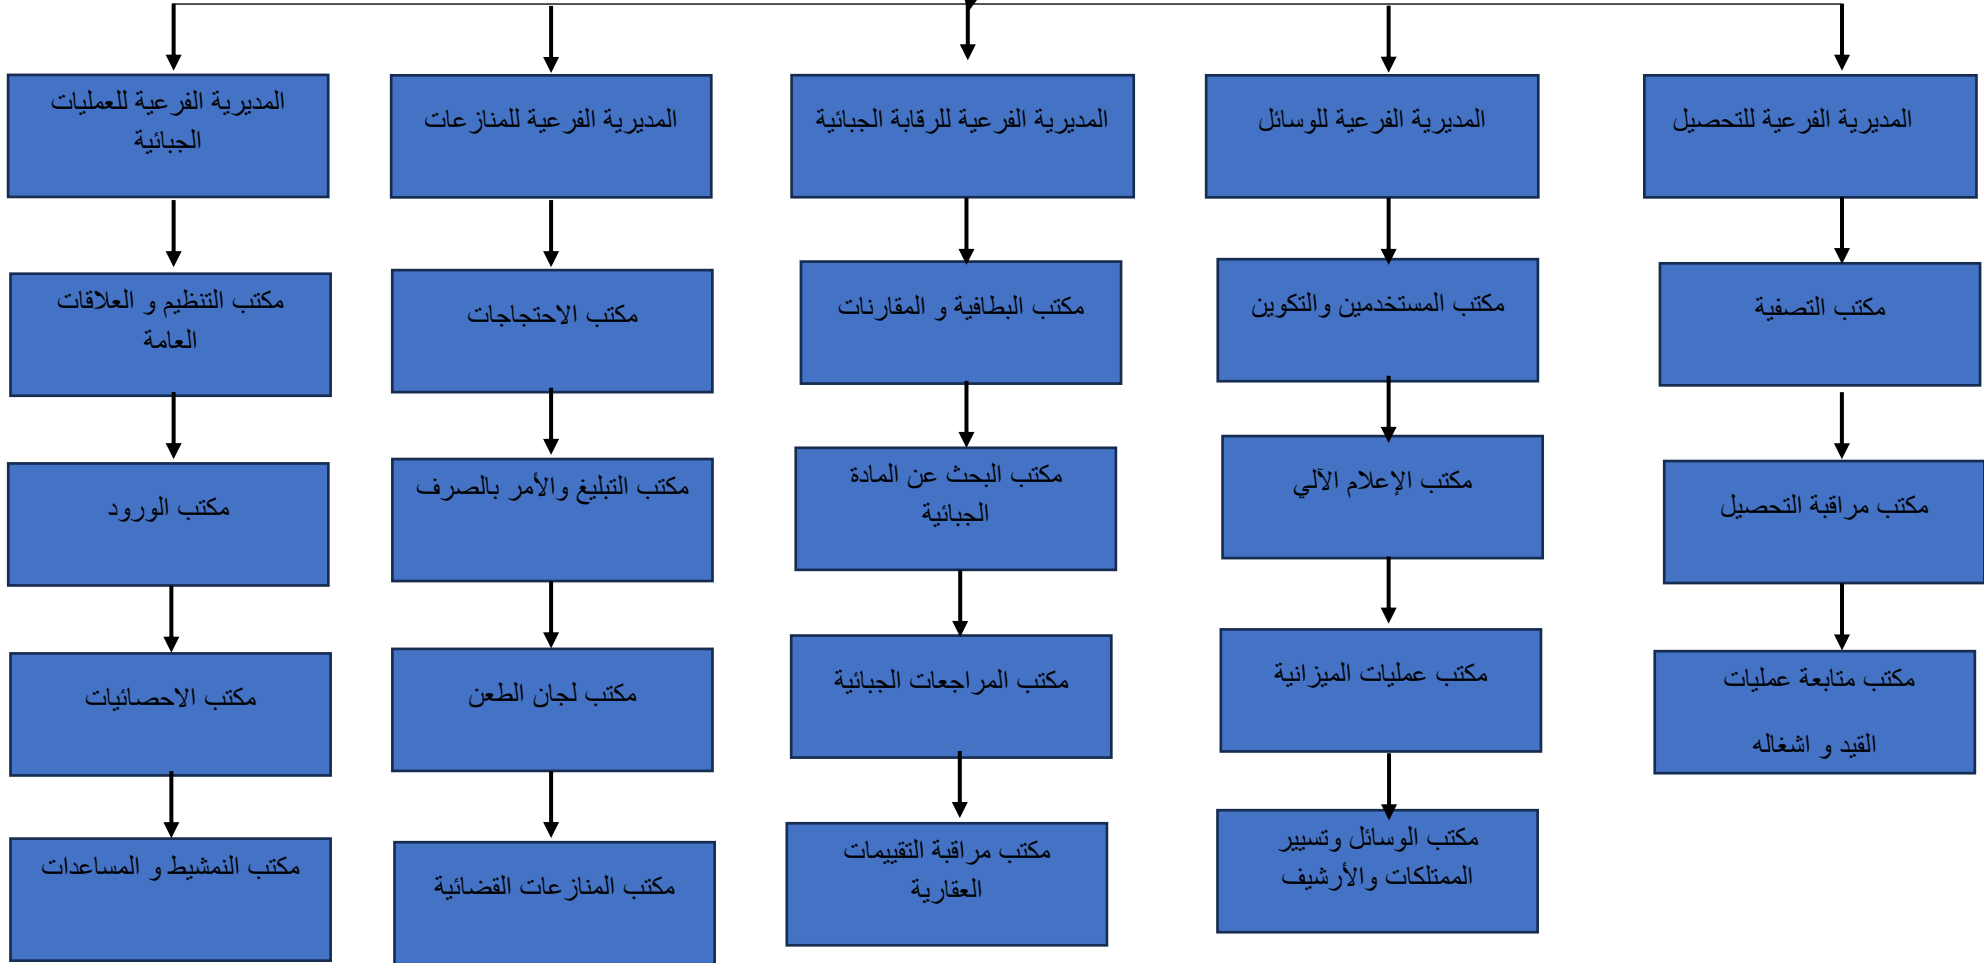 المديرية الفرعية للتحصيل
المديرية الفرعية للوسائل
المديرية الفرعية للرقابة الجبائية
المديرية الفرعية للمنازعات
المديرية الفرعية للعمليات
الجبائية
مكتب التصفية
مكتب المستخدمين والتكوين
مكتب البطافية و المقارنات
مكتب الاحتجاجات
مكتب التنظيم و العلاقات
العامة
مكتب مراقبة التحصيل
مكتب الإعلام الآلي
مكتب البحث عن المادة
الجبائية
مكتب التبليغ والأمر بالصرف
مكتب الورود
مكتب متابعة عمليات
القيد و اشغاله
مكتب عمليات الميزانية
مكتب المراجعات الجبائية
مكتب لجان الطعن
مكتب الاحصائيات
مكتب الوسائل وتسيير
الممتلكات والأرشيف
مكتب مراقبة التقييمات
العقارية
مكتب المنازعات القضائية
مكتب النمشيط و المساعدات